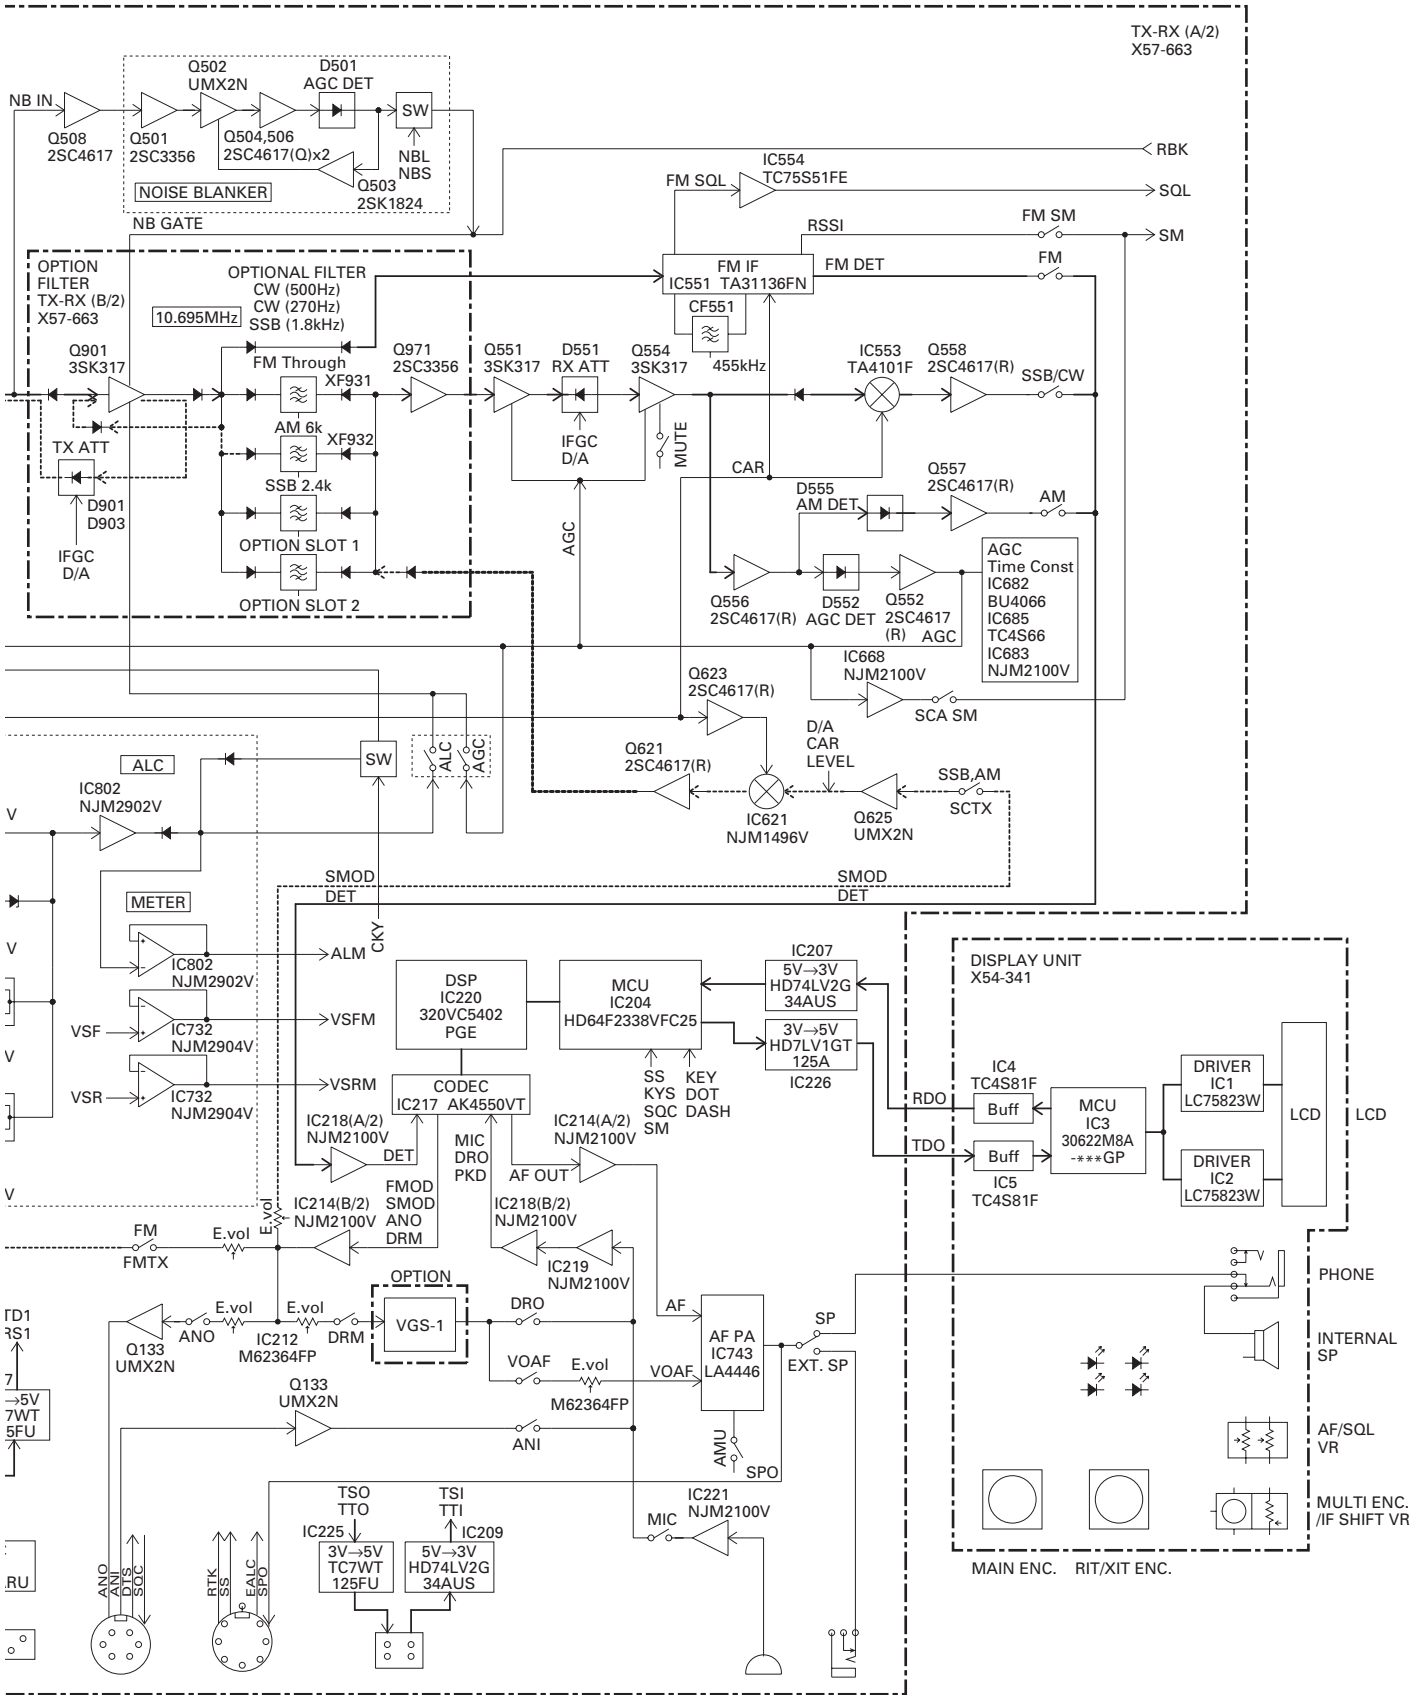 TX-RX (A/2)
X57-663
NB IN
Q508
2SC4617
Q501
2SC3356
Q502
UMX2N
Q504,506
2SC4617(Q)x2
D501
AGC DET
SW
NBL
NBS
Q503
2SK1824
NOISE BLANKER
NB GATE
RBK
IC554
TC75S51FE
FM SQL
SQL
RSSI
FM SM
SM
FM IF
IC551 TA31136FN
FM DET
FM
CF551
455kHz
OPTION
FILTER
TX-RX (B/2)
X57-663
10.695MHz
OPTIONAL FILTER
CW (500Hz)
CW (270Hz)
SSB (1.8kHz)
FM Through
Q901
3SK317
XF931
AM 6k
XF932
SSB 2.4k
OPTION SLOT 1
OPTION SLOT 2
TX ATT
D901
D903
IFGC
D/A
Q971
2SC3356
Q551
3SK317
D551
RX ATT
IFGC
D/A
Q554
3SK317
MUTE
AGC
CAR
IC553
TA4101F
Q558
2SC4617(R)
SSB/CW
Q557
2SC4617(R)
D555
AM DET
AM
Q556
2SC4617(R)
D552
AGC DET
Q552
2SC4617
(R)
AGC
AGC
Time Const
IC682
BU4066
IC685
TC4S66
IC683
NJM2100V
IC668
NJM2100V
SCA SM
Q623
2SC4617(R)
Q621
2SC4617(R)
IC621
NJM1496V
D/A
CAR
LEVEL
Q625
UMX2N
SSB,AM
SCTX
ALC
IC802
NJM2902V
SW
ALC
AGC
V
SMOD
DET
SMOD
DET
CKY
METER
IC802
NJM2902V
ALM
V
VSF
IC732
NJM2904V
VSFM
V
VSR
IC732
NJM2904V
VSRM
V
DSP
IC220
320VC5402
PGE
MCU
IC204
HD64F2338VFC25
IC207
5V→3V
HD74LV2G
34AUS
3V→5V
HD7LV1GT
125A
IC226
SS
KYS
SQC
SM
KEY
DOT
DASH
CODEC
IC217 AK4550VT
IC218(A/2)
NJM2100V
DET
MIC
DRO
PKD
AF OUT
IC214(A/2)
NJM2100V
FMOD
SMOD
ANO
DRM
IC214(B/2)
NJM2100V
IC218(B/2)
NJM2100V
IC219
NJM2100V
E.vol
FM
FMTX
E.vol
DISPLAY UNIT
X54-341
RDO
TDO
IC4
TC4S81F
Buff
Buff
IC5
TC4S81F
MCU
IC3
30622M8A
-***GP
DRIVER
IC1
LC75823W
DRIVER
IC2
LC75823W
LCD
LCD
OPTION
VGS-1
Q133
UMX2N
ANO
E.vol
IC212
M62364FP
E.vol
DRM
DRO
VOAF
E.vol
M62364FP
VOAF
AF
AF PA
IC743
LA4446
SP
EXT. SP
AMU
SPO
Q133
UMX2N
ANI
PHONE
INTERNAL
SP
AF/SQL
VR
MULTI ENC.
/IF SHIFT VR
MAIN ENC.
RIT/XIT ENC.
TD1
RS1
7
→5V
7WT
5FU
.RU
TSO
TTO
IC225
3V→5V
TC7WT
125FU
TSI
TTI
IC209
5V→3V
HD74LV2G
34AUS
MIC
IC221
NJM2100V
ANO
ANI
DTS
SQC
RTK
SS
EALC
SPO